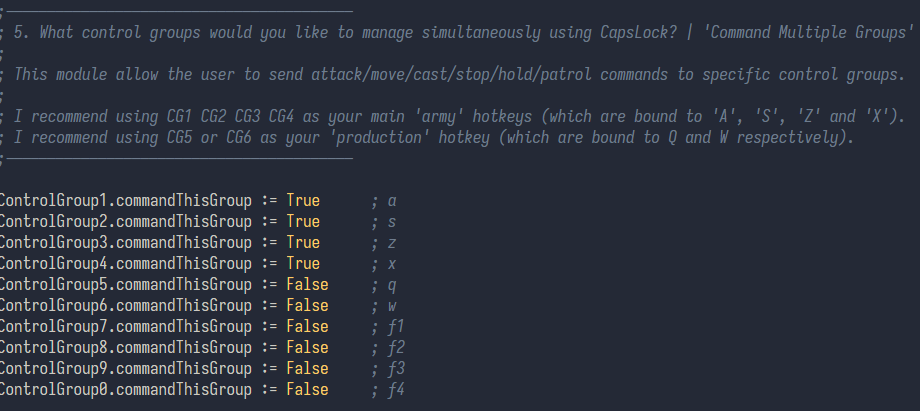 ;
; 5. What control groups would you like to manage simultaneously using CapsLock? | 'Command Multiple Groups'
;
; This module allow the user to send attack/move/cast/stop/hold/patrol commands to specific control groups.
;
; I recommend using CG1 CG2 CG3 CG4 as your main 'army' hotkeys (which are bound to 'A', 'S', 'Z' and 'X').
; I recommend using CG5 or CG6 as your 'production' hotkey (which are bound to Q and W respectively).
;
ControlGroup1.commandThisGroup := True ; a
ControlGroup2.commandThisGroup := True ; s
ControlGroup3.commandThisGroup := True ; z
ControlGroup4.commandThisGroup := True ; x
ControlGroup5.commandThisGroup := False ; q
ControlGroup6.commandThisGroup := False ; w
ControlGroup7.commandThisGroup := False ; f1
ControlGroup8.commandThisGroup := False ; f2
ControlGroup9.commandThisGroup := False ; f3
ControlGroup0.commandThisGroup := False ; f4